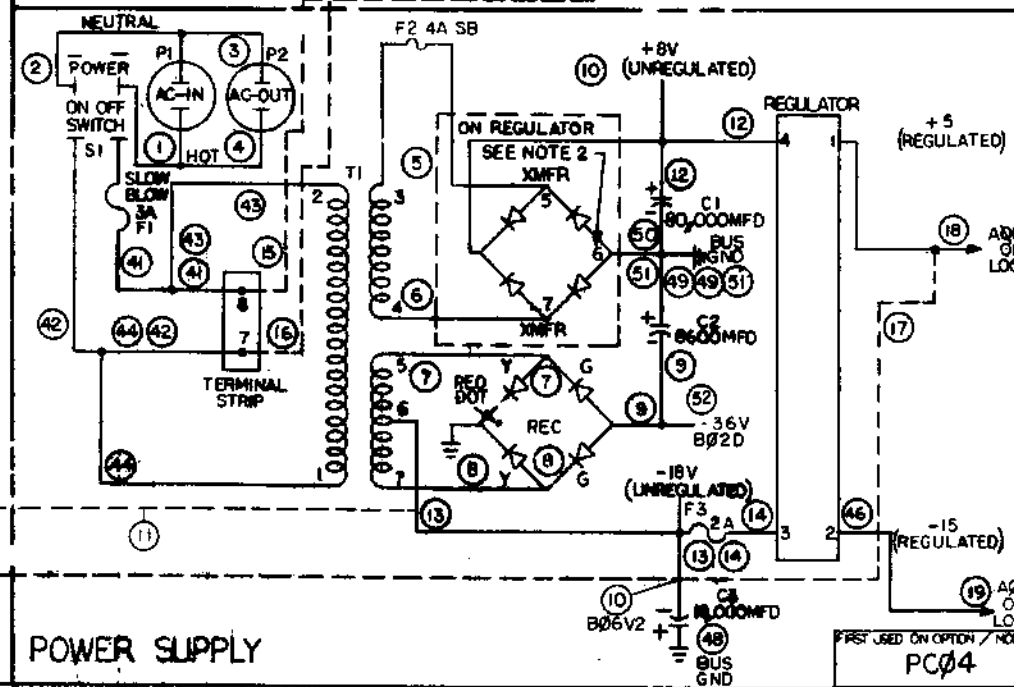 NEUTRAL
2
POWER
ON OFF
SWITCH
S1
P1
3
P2
AC-IN
AC-OUT
1
HOT
4
SLOW
BLOW
3A
F1
41
43
43
41
15
8
7
TERMINAL
STRIP
16
42
44
42
44
T1
2
1
F2 4A SB
5
3
6
4
ON REGULATOR
SEE NOTE 2
XMFR
5
6
7
XMFR
+8V
(UNREGULATED)
10
12
12
+
-
C1
80,000MFD
50
BUS
GND
51
49
49
51
+
C2
8600MFD
9
5
7
6
7
8
RED
DOT
Y
7
G
REC
Y
8
G
9
52
-36V
BØ2D
REGULATOR
4
1
3
2
+5
(REGULATED)
18
17
-18V
(UNREGULATED)
F3
2A
14
13
14
13
11
46
-15
(REGULATED)
19
10
BØ6V2
-
+
C3
48
BUS
GND
POWER SUPPLY
FIRST USED ON OPTION /
PCØ4